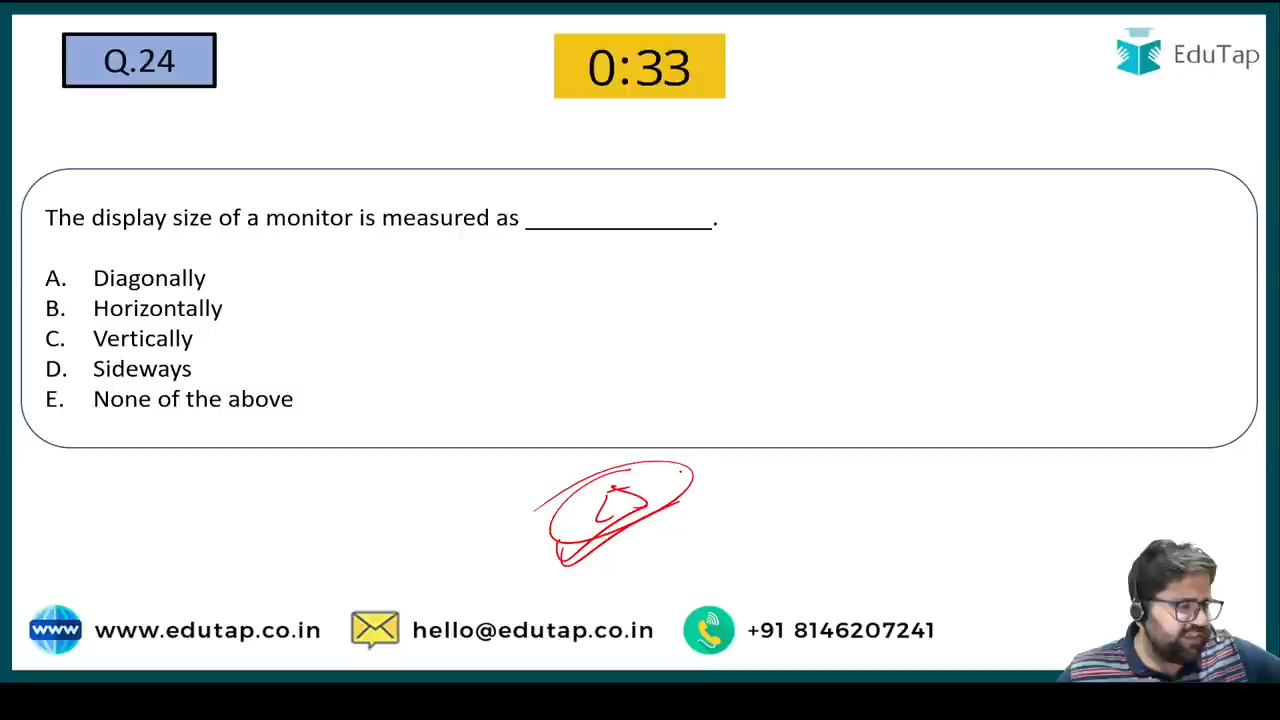 Q.24
0:33
EduTap
The display size of a monitor is measured as _______________.
A. Diagonally
B. Horizontally
C. Vertically
D. Sideways
E. None of the above
www www.edutap.co.in hello@edutap.co.in +91 8146207241